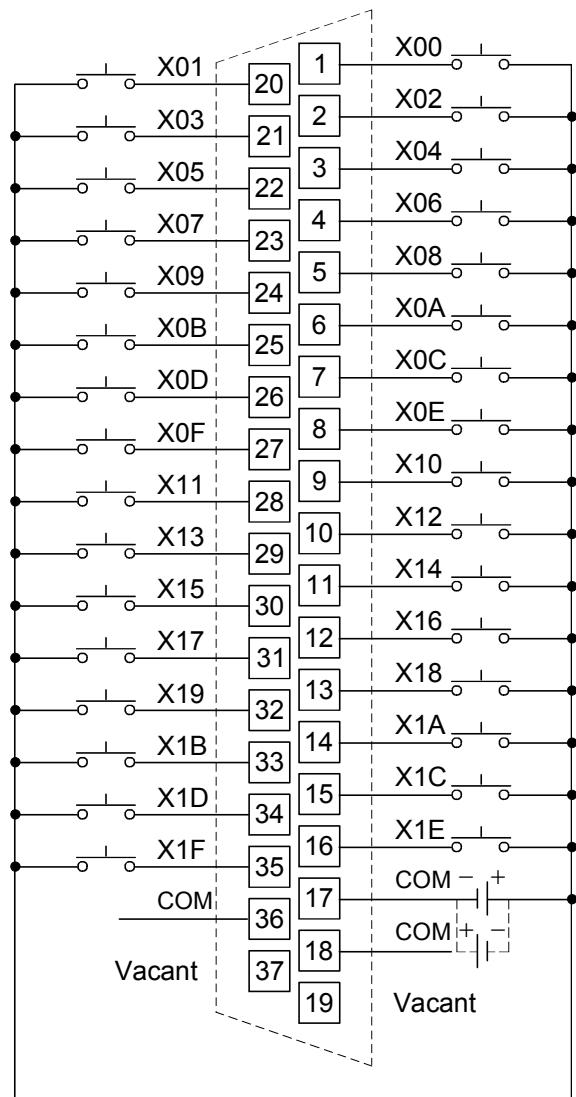 X00
1
X01
20
X02
2
X03
21
X04
3
X05
22
X06
4
X07
23
X08
5
X09
24
X0A
6
X0B
25
X0C
7
X0D
26
X0E
8
X0F
27
X10
9
X11
28
X12
10
X13
29
X14
11
X15
30
X16
12
X17
31
X18
13
X19
32
X1A
14
X1B
33
X1C
15
X1D
34
X1E
16
X1F
35
COM − +
17
COM
36
COM + −
18
Vacant
37
19
Vacant